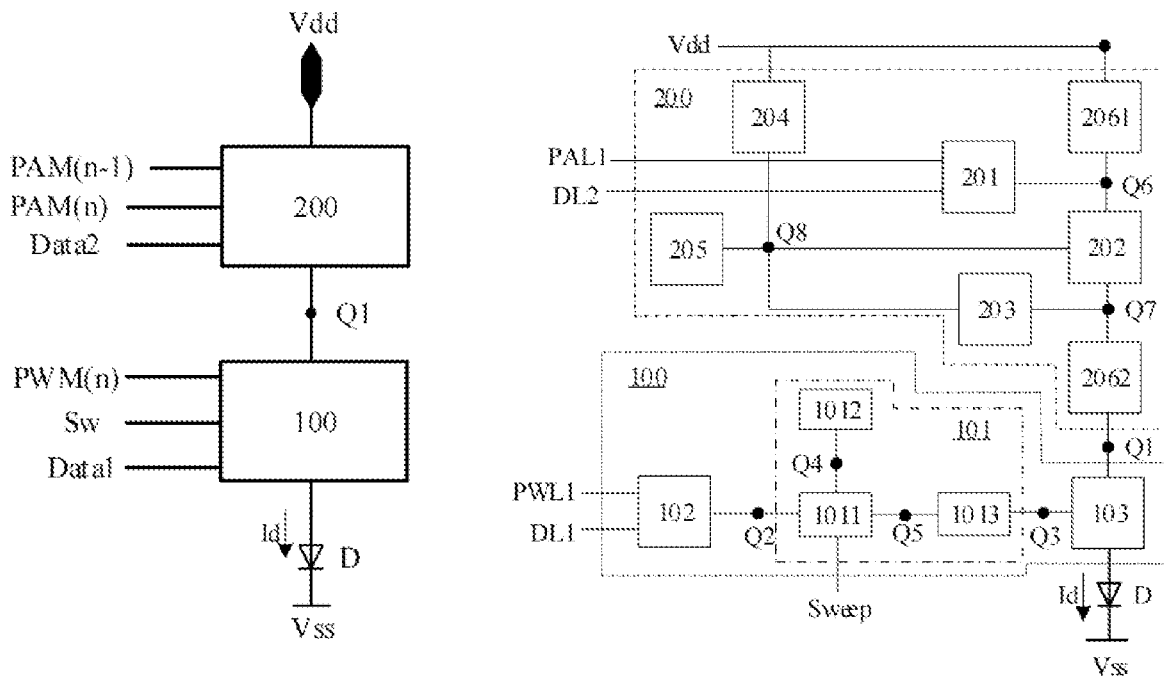 Vdd
PAM(n-1)
PAM(n)
Data2
200
Q1
PWM(n)
Sw
Data1
100
Id
D
Vss
Vdd
200
204
2061
PAL1
DL2
201
Q6
205
Q8
202
203
Q7
2062
100
1012
101
Q1
Q4
PWL1
DL1
102
Q2
1011
Q5
1013
Q3
103
Sweep
Id
D
Vss